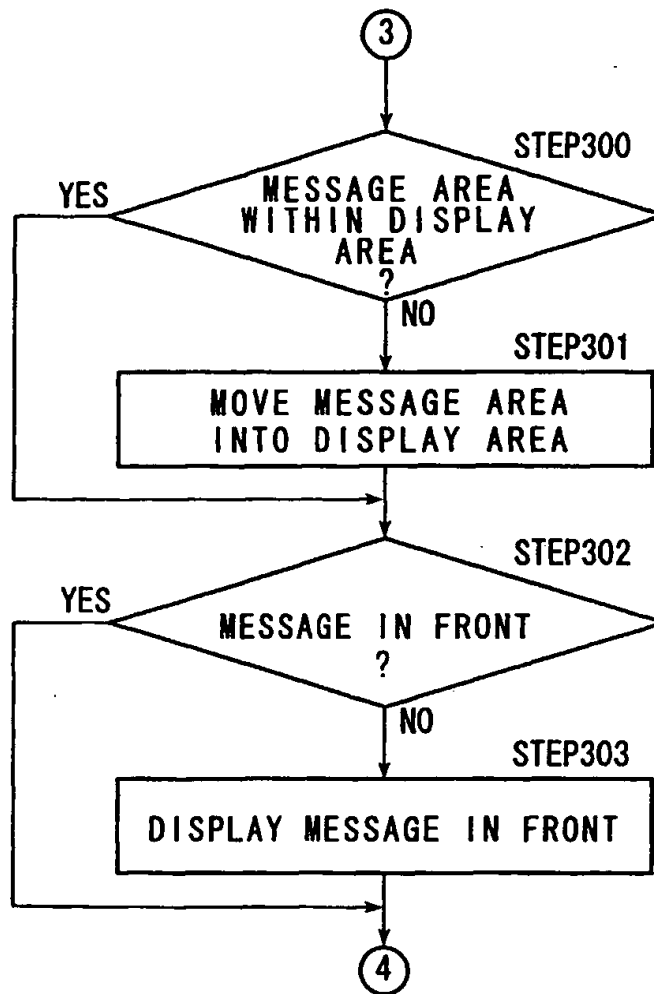 3
STEP300
YES
MESSAGE AREA
WITHIN DISPLAY
AREA
?
NO
STEP301
MOVE MESSAGE AREA
INTO DISPLAY AREA
STEP302
YES
MESSAGE IN FRONT
?
NO
STEP303
DISPLAY MESSAGE IN FRONT
4